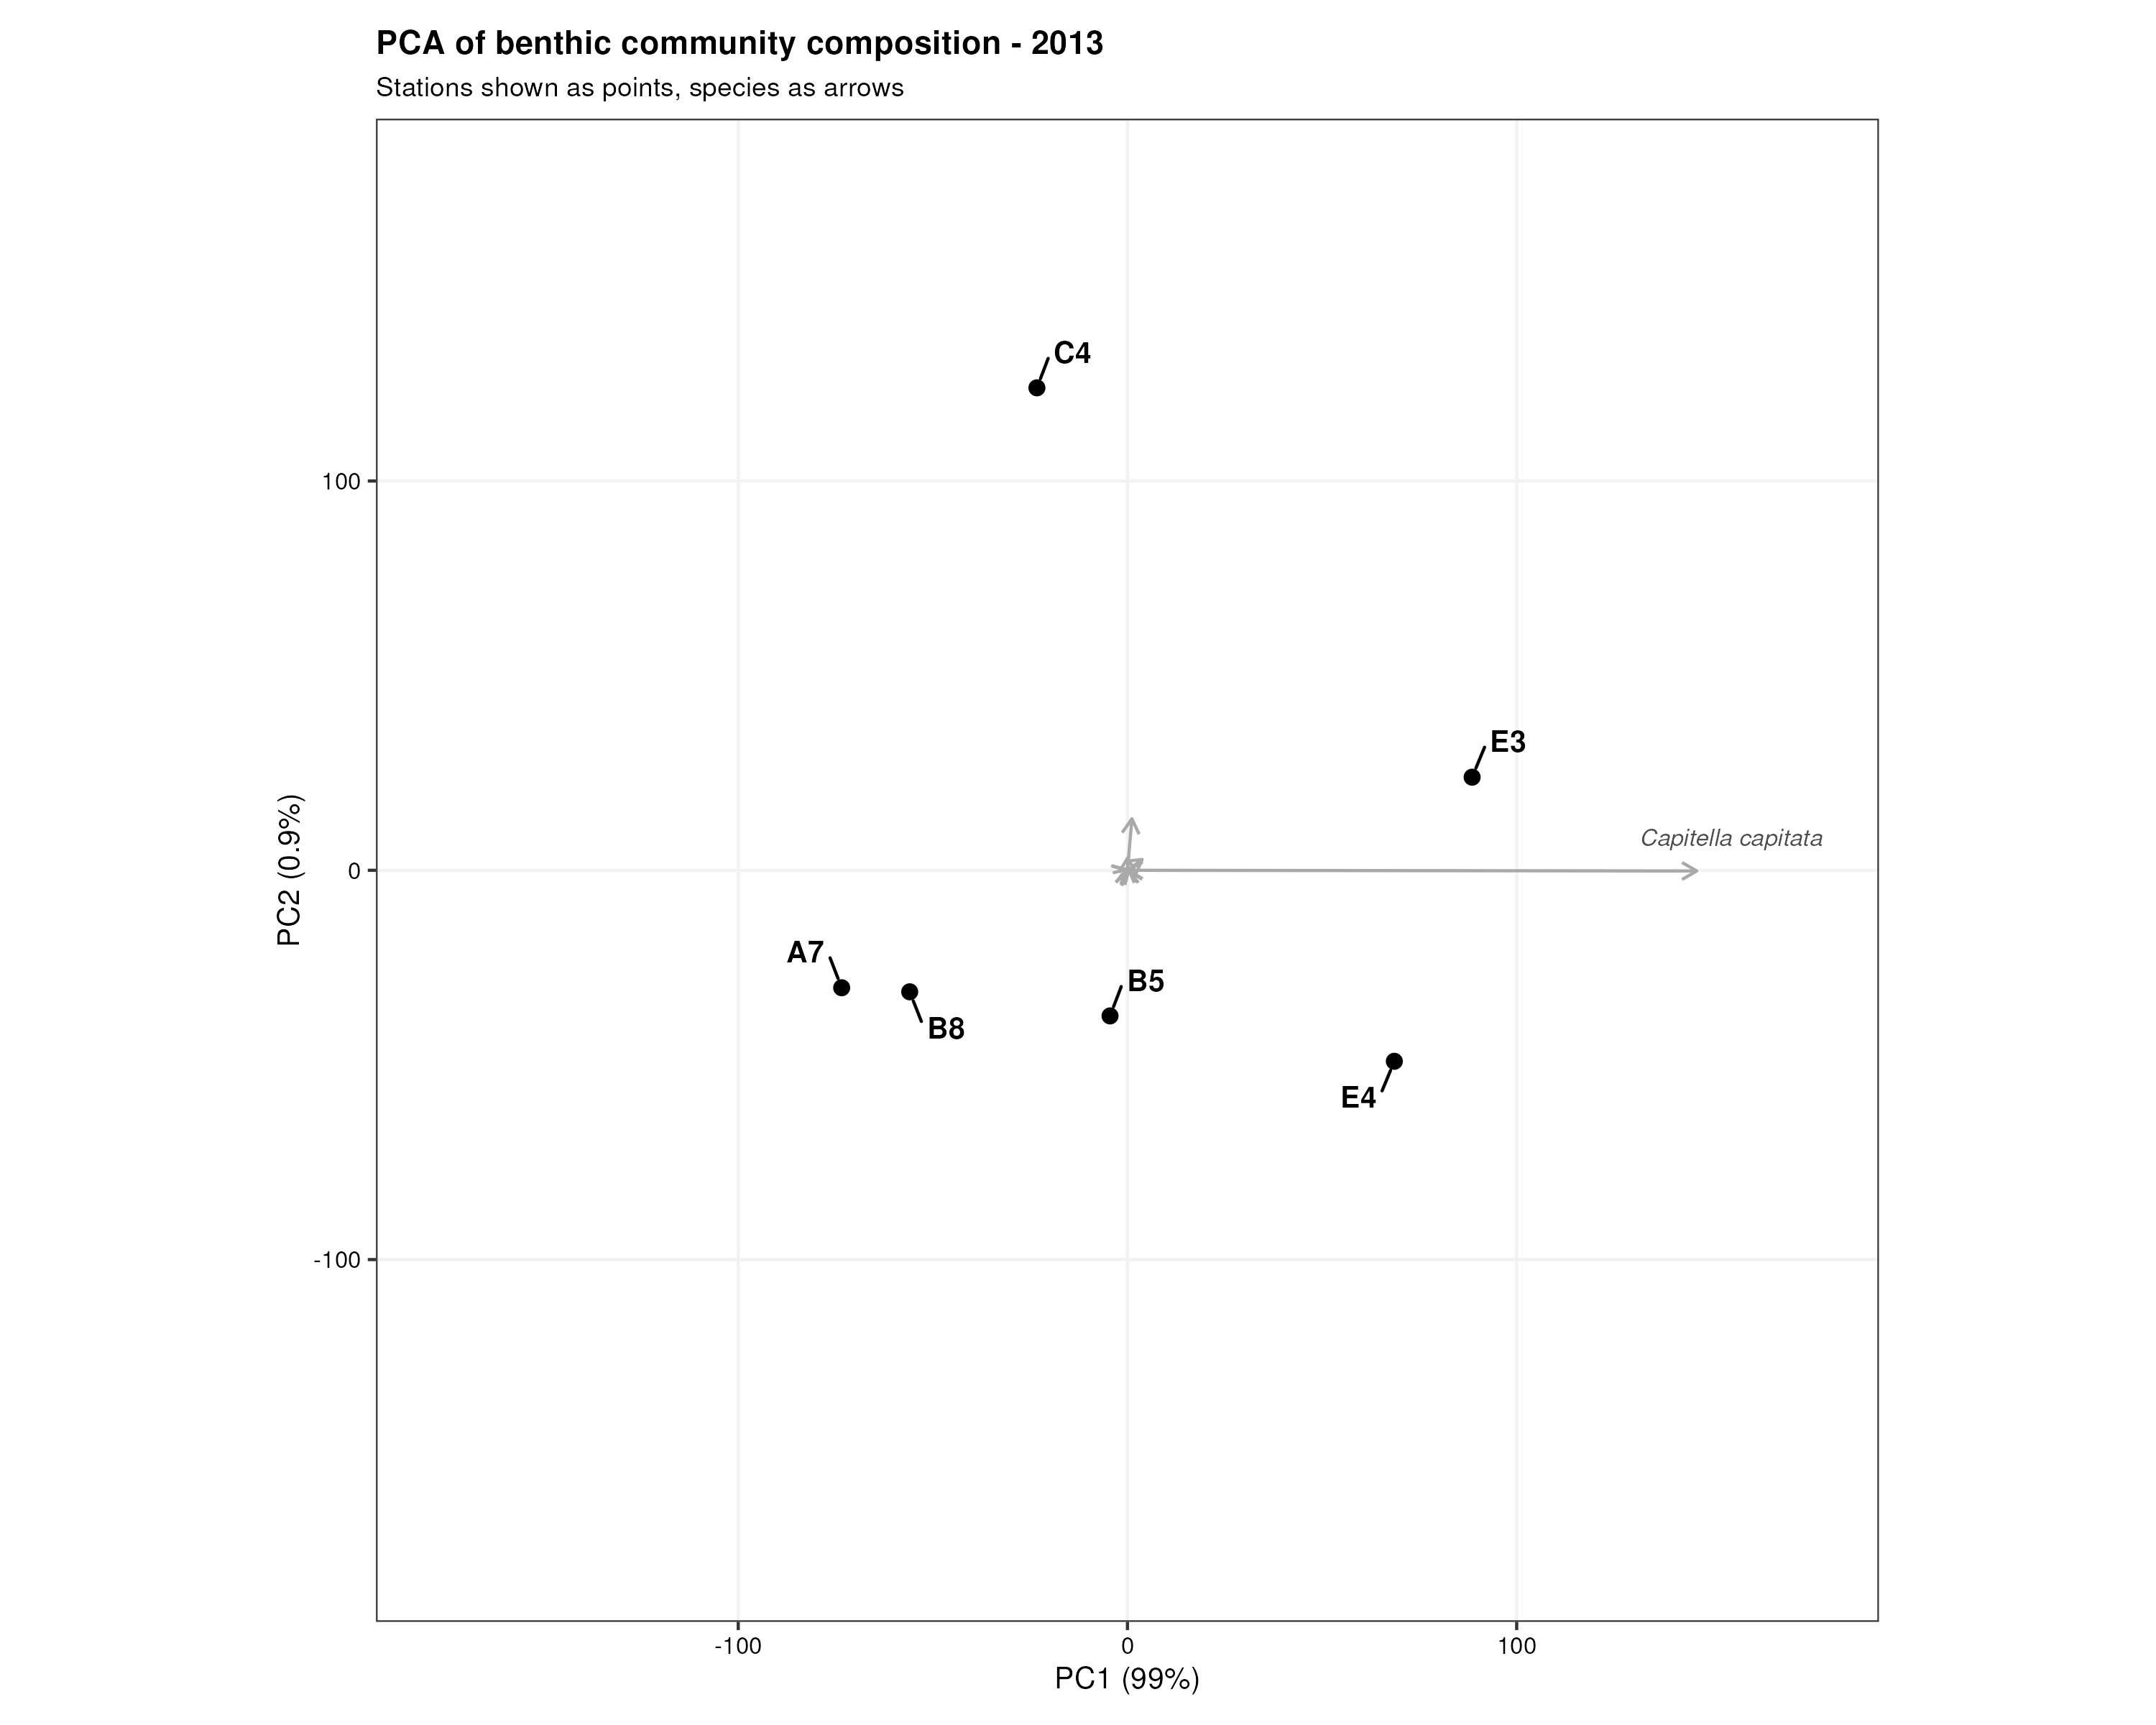 PCA of benthic community composition - 2013
Stations shown as points, species as arrows
C4
100
E3
Capitella capitata
0
A7
B5
B8
E4
-100
PC2 (0.9%)
-100
0
100
PC1 (99%)